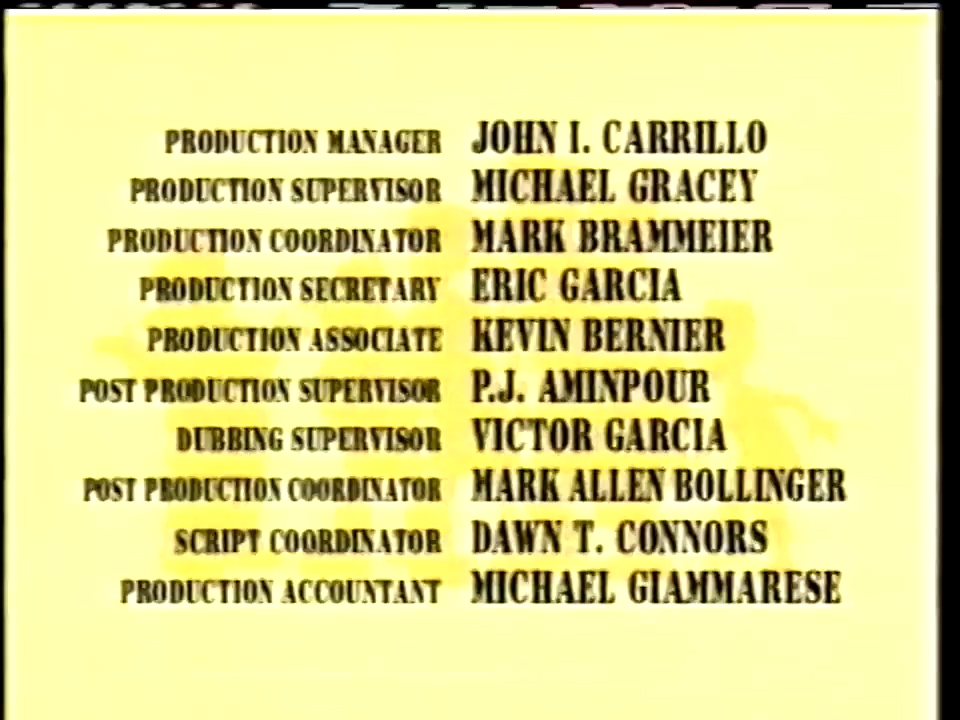 PRODUCTION MANAGER JOHN I. CARRILLO
PRODUCTION SUPERVISOR MICHAEL GRACEY
PRODUCTION COORDINATOR MARK BRAMMEIER
PRODUCTION SECRETARY ERIC GARCIA
PRODUCTION ASSOCIATE KEVIN BERNIER
POST PRODUCTION SUPERVISOR P.J. AMINPOUR
DUBBING SUPERVISOR VICTOR GARCIA
POST PRODUCTION COORDINATOR MARK ALLEN BOLLINGER
SCRIPT COORDINATOR DAWN T. CONNORS
PRODUCTION ACCOUNTANT MICHAEL GIAMMARESE